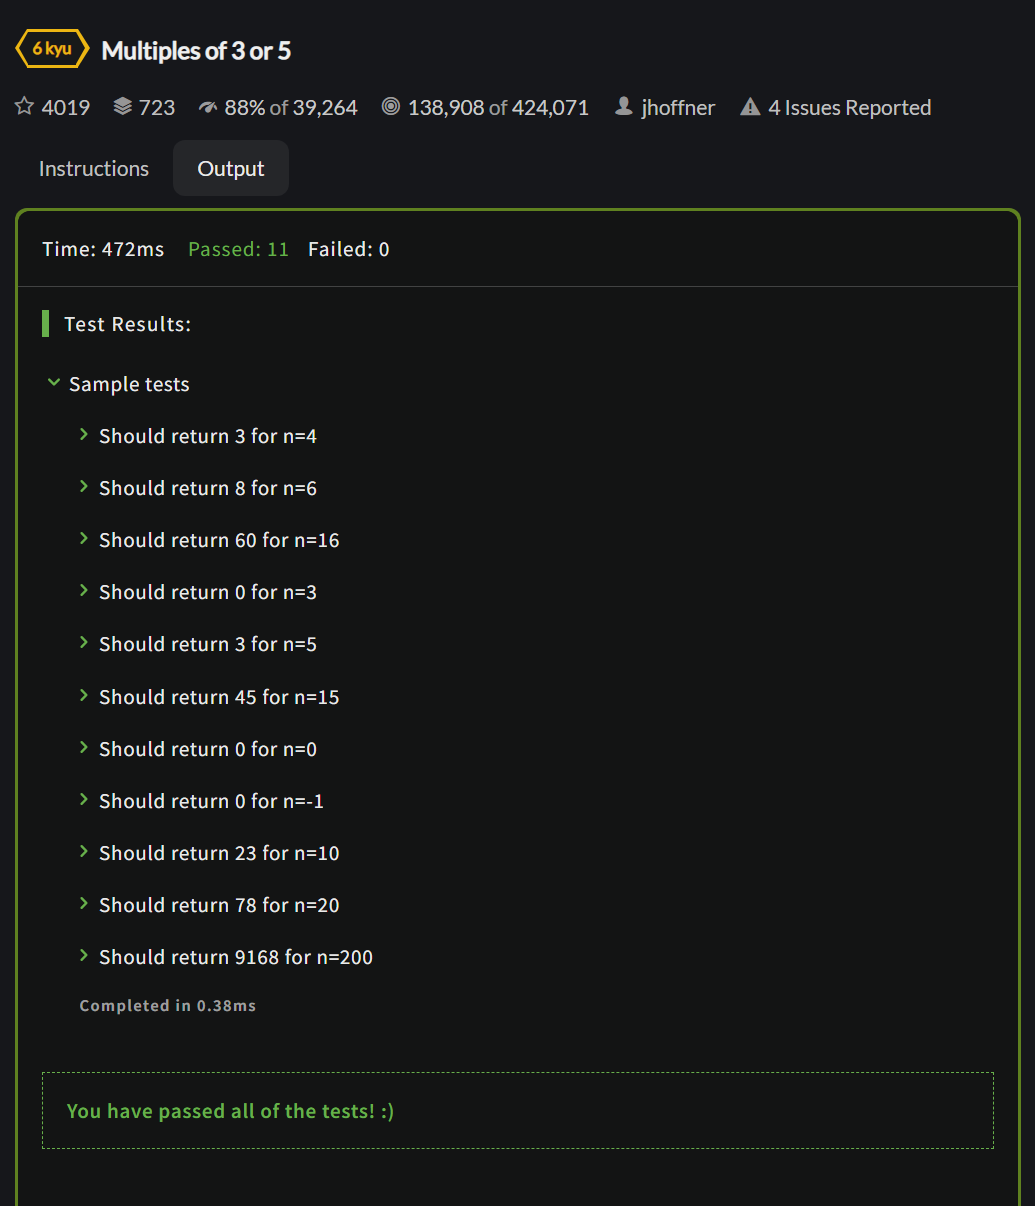 6 kyu Multiples of 3 or 5
4019 723 88% of 39,264 138,908 of 424,071 jhoffner 4 Issues Reported
Instructions Output
Time: 472ms Passed: 11 Failed: 0
Test Results:
Sample tests
Should return 3 for n=4
Should return 8 for n=6
Should return 60 for n=16
Should return 0 for n=3
Should return 3 for n=5
Should return 45 for n=15
Should return 0 for n=0
Should return 0 for n=-1
Should return 23 for n=10
Should return 78 for n=20
Should return 9168 for n=200
Completed in 0.38ms
You have passed all of the tests! :)